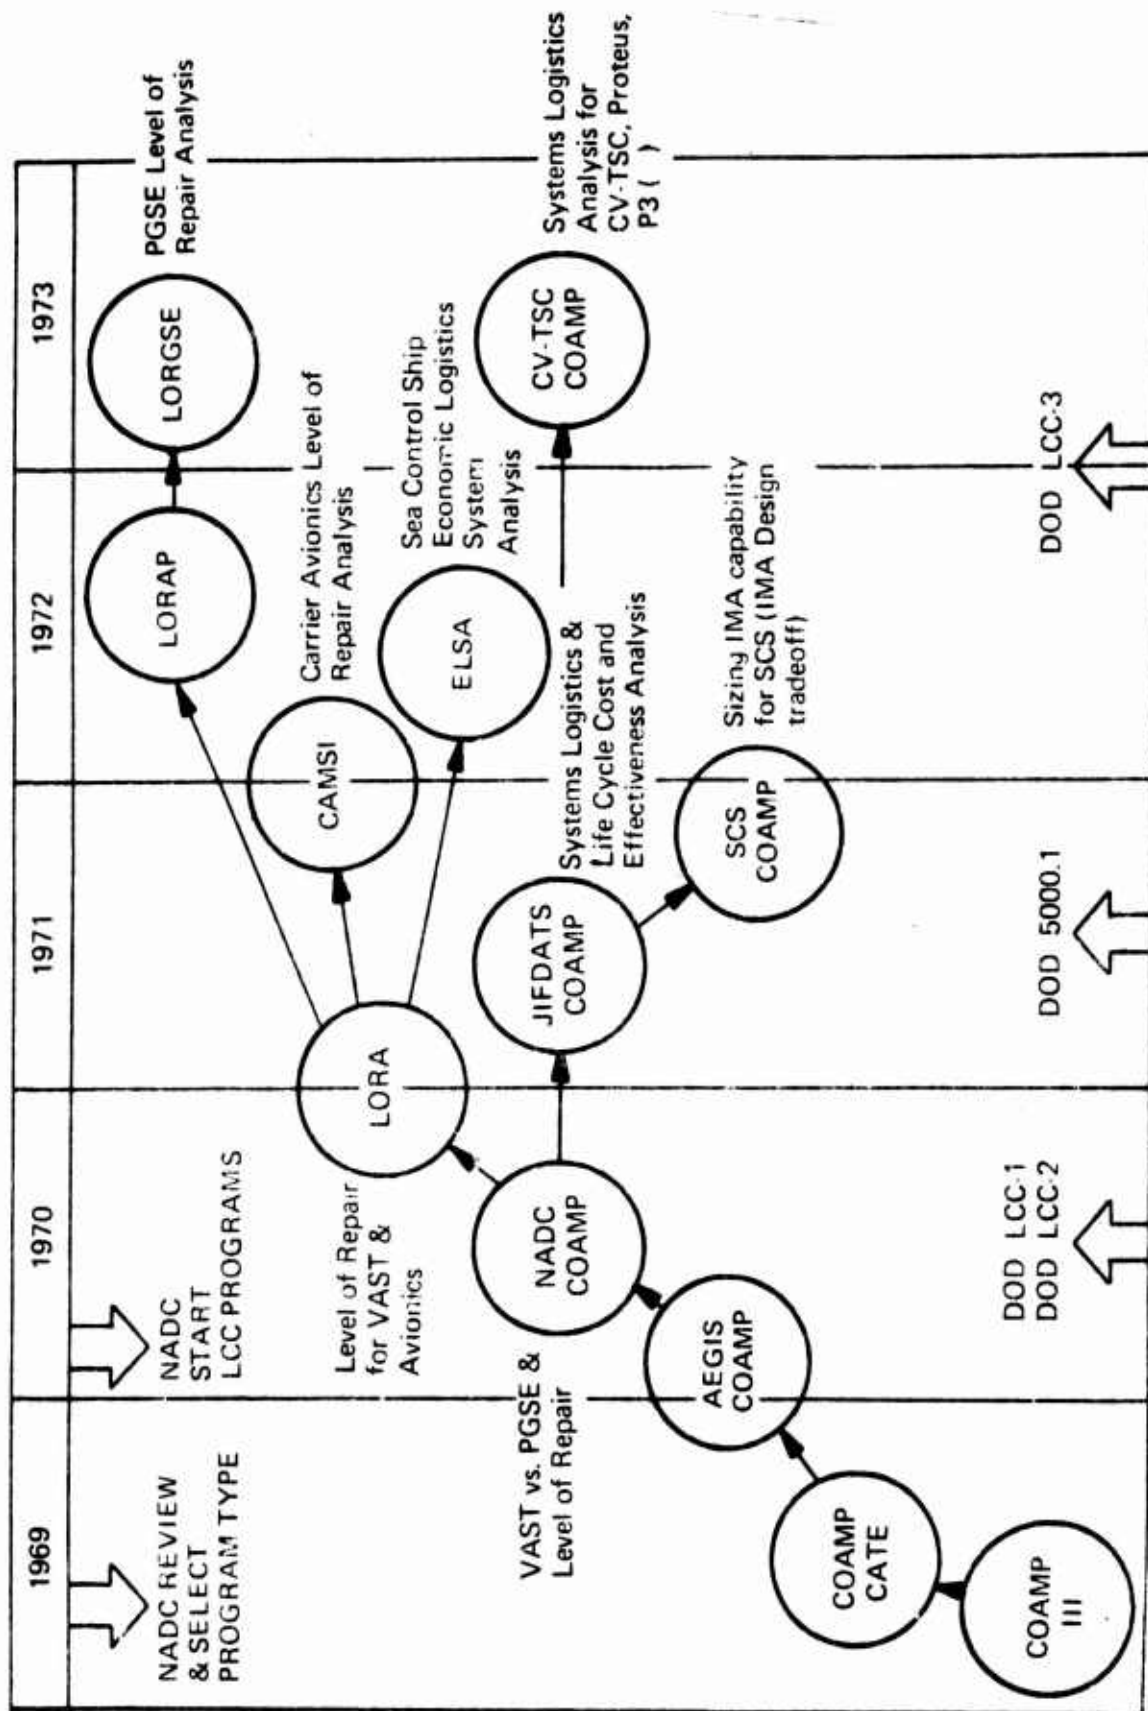 1969
1970
1971
1972
1973
NADC REVIEW
& SELECT
PROGRAM TYPE
NADC
START
LCC PROGRAMS
LORAP
LORGSE
PGSE Level of
Repair Analysis
CAMSI
Carrier Avionics Level of
Repair Analysis
LORA
Level of Repair
for VAST &
Avionics
ELSA
Sea Control Ship
Economic Logistics
System
Analysis
VAST vs. PGSE &
Level of Repair
NADC
COAMP
JIFDATS
COAMP
Systems Logistics &
Life Cycle Cost and
Effectiveness Analysis
CV-TSC
COAMP
Systems Logistics
Analysis for
CV-TSC, Proteus,
P3 ( )
AEGIS
COAMP
SCS
COAMP
Sizing IMA capability
for SCS (IMA Design
tradeoff)
COAMP
CATE
COAMP
III
DOD LCC-1
DOD LCC-2
DOD 5000.1
DOD LCC-3